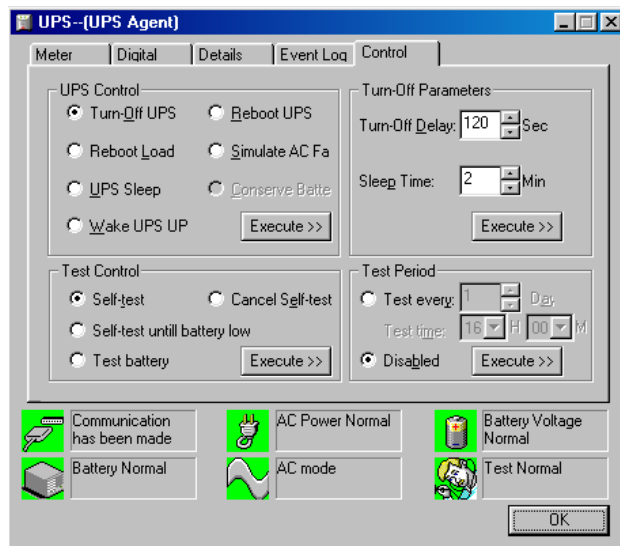 UPS--(UPS Agent)
Meter Digital Details Event Log Control
UPS Control
Turn-Off UPS Reboot UPS
Reboot Load Simulate AC Fa
UPS Sleep Conserve Batte
Wake UPS UP Execute >>
Turn-Off Parameters
Turn-Off Delay: 120 Sec
Sleep Time: 2 Min
Execute >>
Test Control
Self-test Cancel Self-test
Self-test untill battery low
Test battery Execute >>
Test Period
Test every: 1 Day
Test time: 16 H 00 M
Disabled Execute >>
Communication
has been made
AC Power Normal
Battery Voltage
Normal
Battery Normal
AC mode
Test Normal
OK